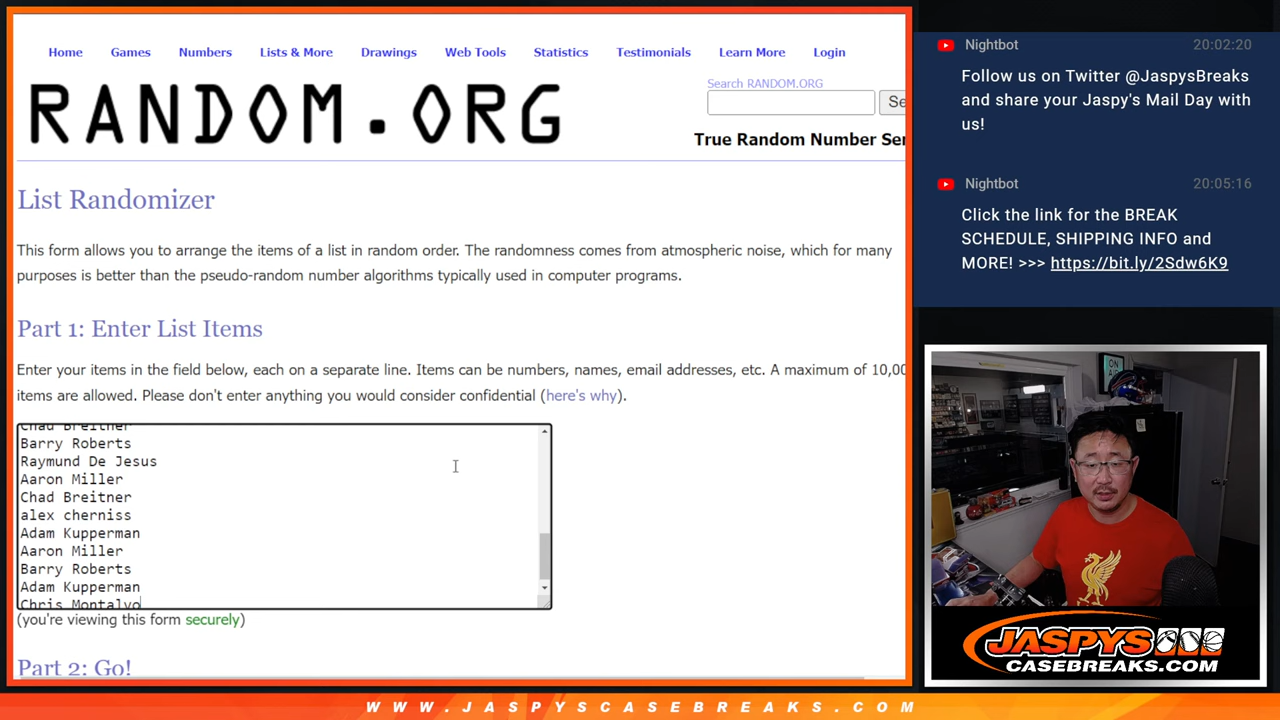 Home Games Numbers Lists & More Drawings Web Tools Statistics Testimonials Learn More Login
RANDOM.ORG
Search RANDOM.ORG
Se
True Random Number Ser
List Randomizer
This form allows you to arrange the items of a list in random order. The randomness comes from atmospheric noise, which for many
purposes is better than the pseudo-random number algorithms typically used in computer programs.
Part 1: Enter List Items
Enter your items in the field below, each on a separate line. Items can be numbers, names, email addresses, etc. A maximum of 10,00
items are allowed. Please don't enter anything you would consider confidential (here's why).
Chad Breitner
Barry Roberts
Raymund De Jesus
Aaron Miller
Chad Breitner
alex cherniss
Adam Kupperman
Aaron Miller
Barry Roberts
Adam Kupperman
Chris Montalvo
(you're viewing this form securely)
Part 2: Go!
Nightbot 20:02:20
Follow us on Twitter @JaspysBreaks
and share your Jaspy's Mail Day with
us!
Nightbot 20:05:16
Click the link for the BREAK
SCHEDULE, SHIPPING INFO and
MORE! >>> https://bit.ly/2Sdw6K9
ON
AIR
JASPYS
CASEBREAKS.COM
WWW.JASPYSCASEBREAKS.COM